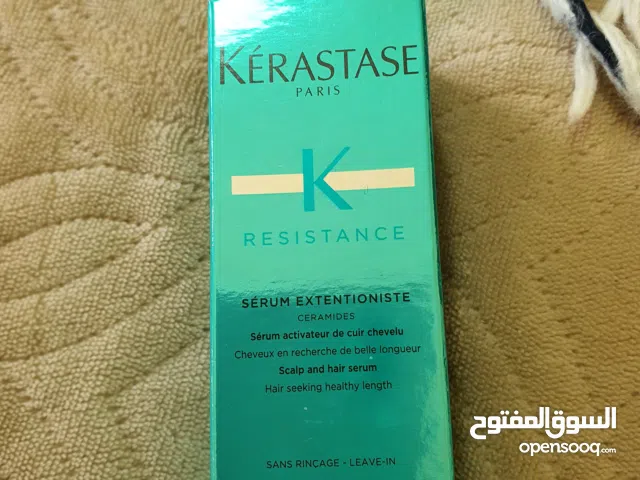 KÉRASTASE
PARIS
K
RESISTANCE
SÉRUM EXTENTIONISTE
CERAMIDES
Sérum activateur de cuir chevelu
Cheveux en recherche de belle longueur
Scalp and hair serum
Hair seeking healthy length
SANS RINCAGE - LEAVE-IN
السوق المفتوح
opensooq.com